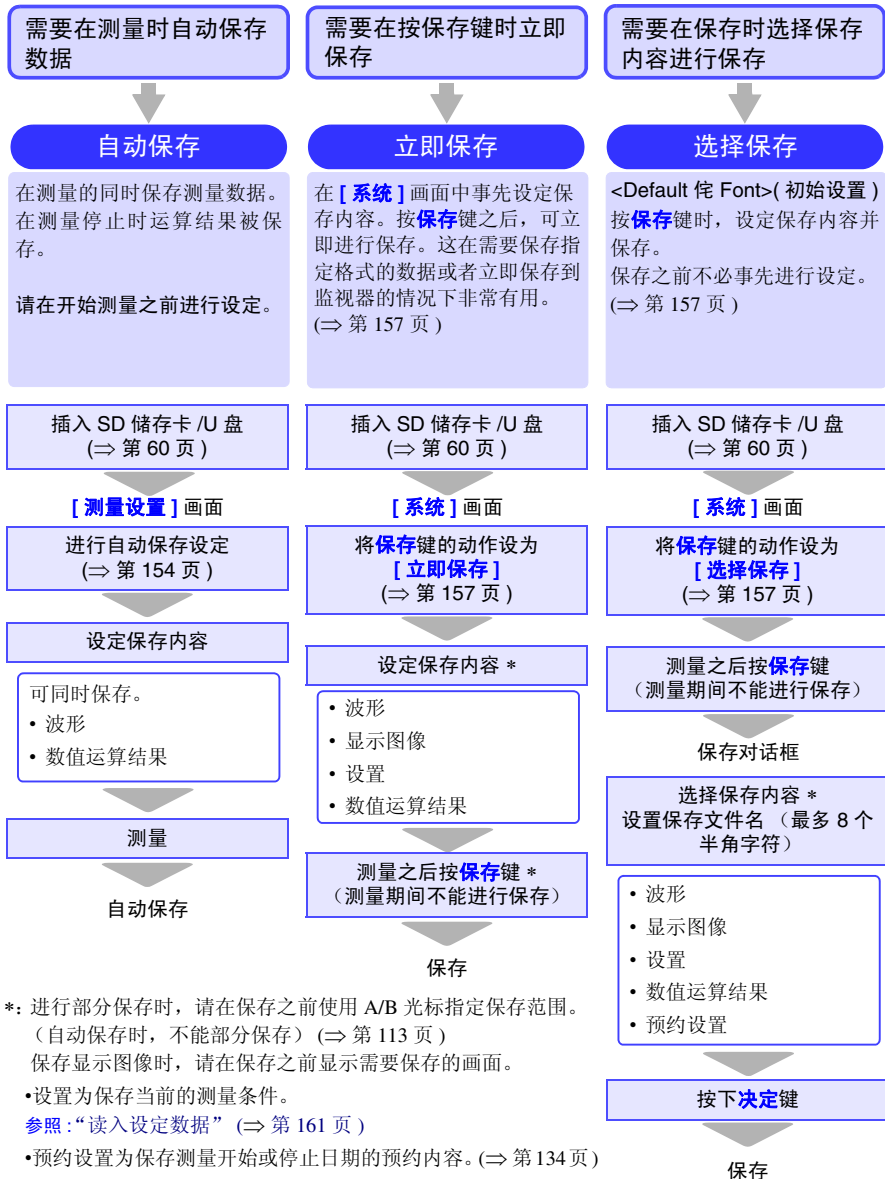 需要在测量时自动保存
数据
自动保存
在测量的同时保存测量数据。
在测量停止时运算结果被保
存。
请在开始测量之前进行设定。
插入 SD 储存卡 /U 盘
(⇒ 第 60 页 )
[ 测量设置 ] 画面
进行自动保存设定
(⇒ 第 154 页 )
设定保存内容
可同时保存。
• 波形
• 数值运算结果
测量
自动保存
需要在按保存键时立即
保存
立即保存
在 [ 系统 ] 画面中事先设定保
存内容。按保存键之后，可立
即进行保存。这在需要保存指
定格式的数据或者立即保存到
监视器的情况下非常有用。
(⇒ 第 157 页 )
插入 SD 储存卡 /U 盘
(⇒ 第 60 页 )
[ 系统 ] 画面
将保存键的动作设为
[ 立即保存 ]
(⇒ 第 157 页 )
设定保存内容 *
• 波形
• 显示图像
• 设置
• 数值运算结果
测量之后按保存键 *
（测量期间不能进行保存）
保存
需要在保存时选择保存
内容进行保存
选择保存
<Default 侘 Font>( 初始设置 )
按保存键时，设定保存内容并
保存。
保存之前不必事先进行设定。
(⇒ 第 157 页 )
插入 SD 储存卡 /U 盘
(⇒ 第 60 页 )
[ 系统 ] 画面
将保存键的动作设为
[ 选择保存 ]
(⇒ 第 157 页 )
测量之后按保存键
（测量期间不能进行保存）
保存对话框
选择保存内容 *
设置保存文件名 （最多 8 个
半角字符）
• 波形
• 显示图像
• 设置
• 数值运算结果
• 预约设置
按下决定键
保存
*: 进行部分保存时，请在保存之前使用 A/B 光标指定保存范围。
（自动保存时，不能部分保存） (⇒ 第 113 页 )
保存显示图像时，请在保存之前显示需要保存的画面。
•设置为保存当前的测量条件。
参照 :“读入设定数据” (⇒ 第 161 页 )
•预约设置为保存测量开始或停止日期的预约内容。(⇒ 第 134 页 )